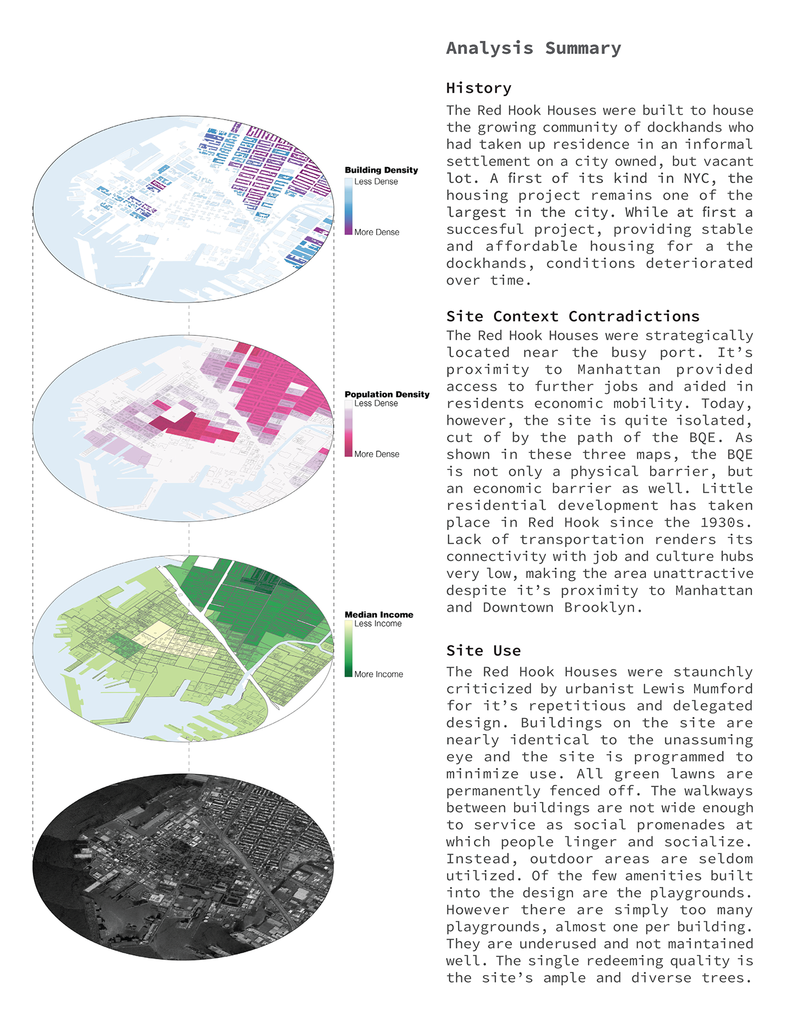 Analysis Summary
History
The Red Hook Houses were built to house
the growing community of dockhands who
had taken up residence in an informal
settlement on a city owned, but vacant
lot. A first of its kind in NYC, the
housing project remains one of the
largest in the city. While at first a
succesful project, providing stable
and affordable housing for a the
dockhands, conditions deteriorated
over time.
Site Context Contradictions
The Red Hook Houses were strategically
located near the busy port. It's
proximity to Manhattan provided
access to further jobs and aided in
residents economic mobility. Today,
however, the site is quite isolated,
cut of by the path of the BQE. As
shown in these three maps, the BQE
is not only a physical barrier, but
an economic barrier as well. Little
residential development has taken
place in Red Hook since the 1930s.
Lack of transportation renders its
connectivity with job and culture hubs
very low, making the area unattractive
despite it's proximity to Manhattan
and Downtown Brooklyn.
Site Use
The Red Hook Houses were staunchly
criticized by urbanist Lewis Mumford
for it's repetitive and delegated
design. Buildings on the site are
nearly identical to the unassuming
eye and the site is programmed to
minimize use. All green lawns are
permanently fenced off. The walkways
between buildings are not wide enough
to service as social promenades at
which people linger and socialize.
Instead, outdoor areas are seldom
utilized. Of the few amenities built
into the design are the playgrounds.
However there are simply too many
playgrounds, almost one per building.
They are underused and not maintained
well. The single redeeming quality is
the site's ample and diverse trees.
Building Density
Less Dense
More Dense
Population Density
Less Dense
More Dense
Median Income
Less Income
More Income